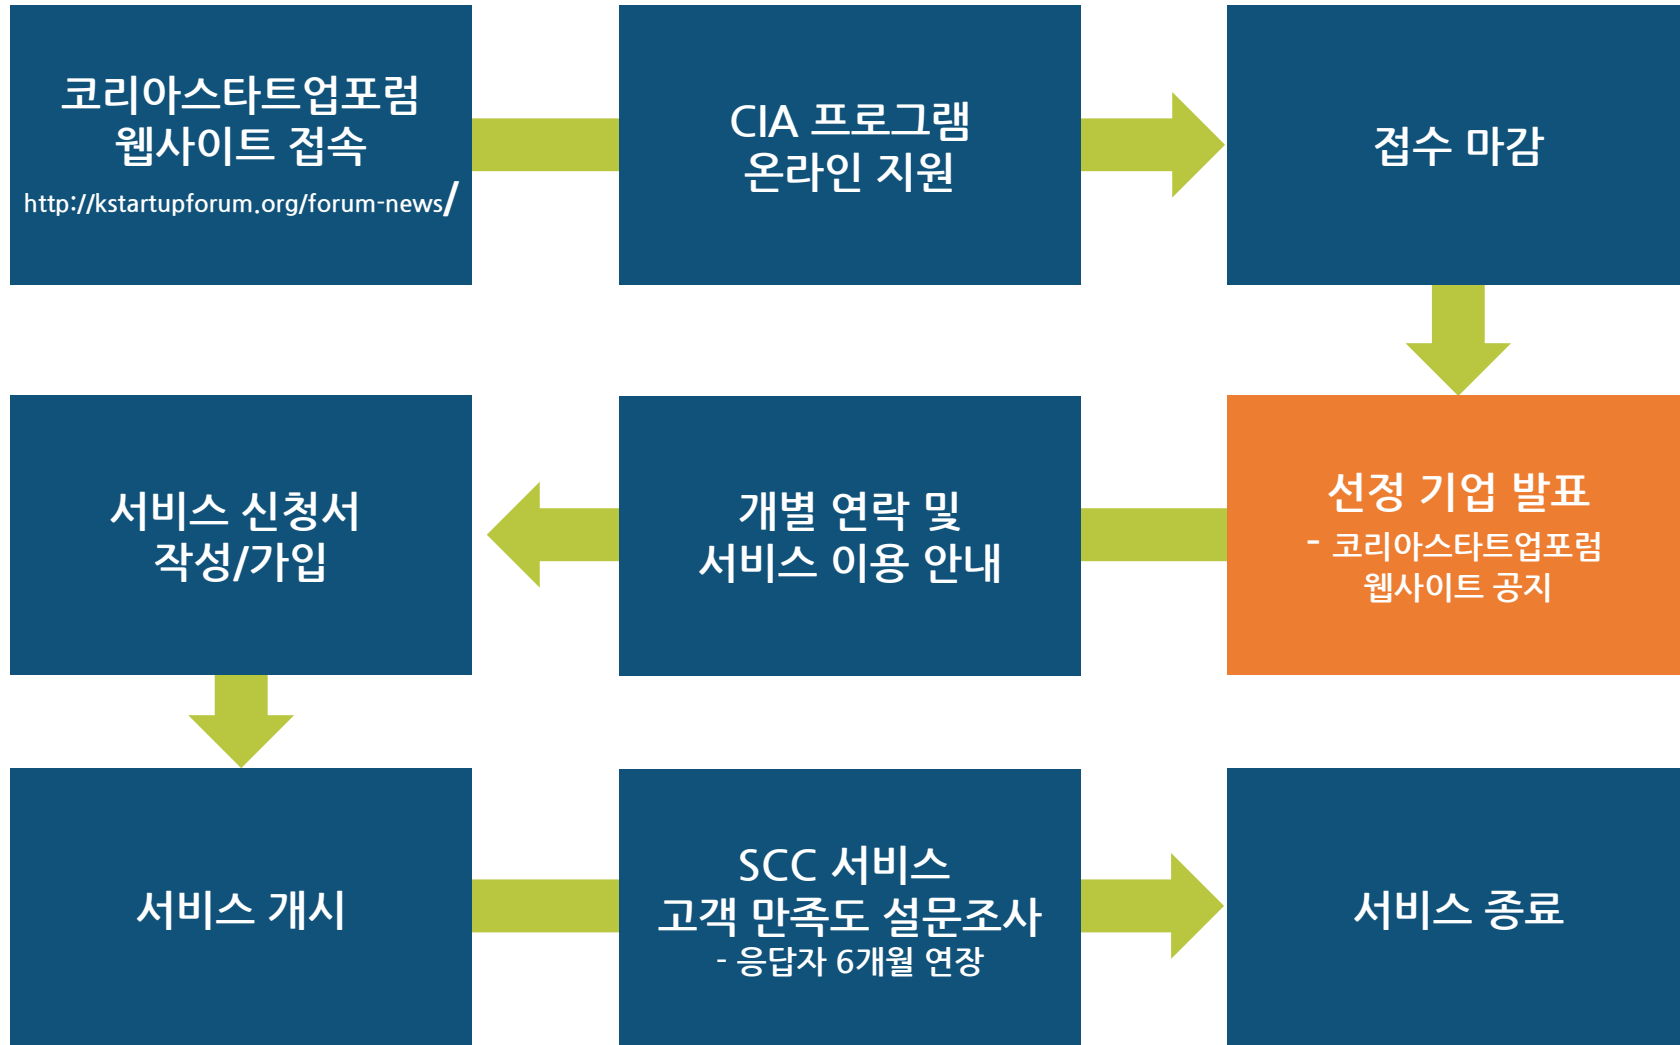 코리아스타트업포럼
웹사이트 접속
http://kstartupforum.org/forum-news/
CIA 프로그램
온라인 지원
접수 마감
선정 기업 발표
- 코리아스타트업포럼
웹사이트 공지
개별 연락 및
서비스 이용 안내
서비스 신청서
작성/가입
서비스 개시
SCC 서비스
고객 만족도 설문조사
- 응답자 6개월 연장
서비스 종료